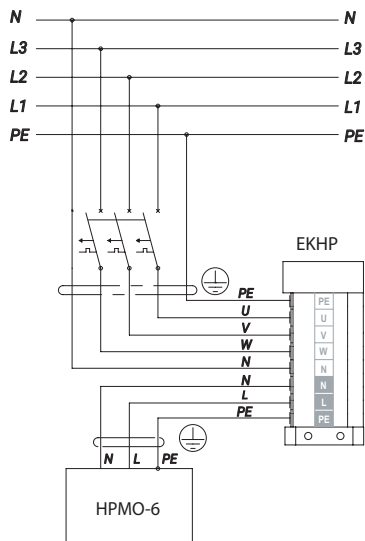 N N
L3 L3
L2 L2
L1 L1
PE PE
EKHP
PE PE
U U
V V
W W
N N
N N
L L
PE PE
N L PE
HPMO-6